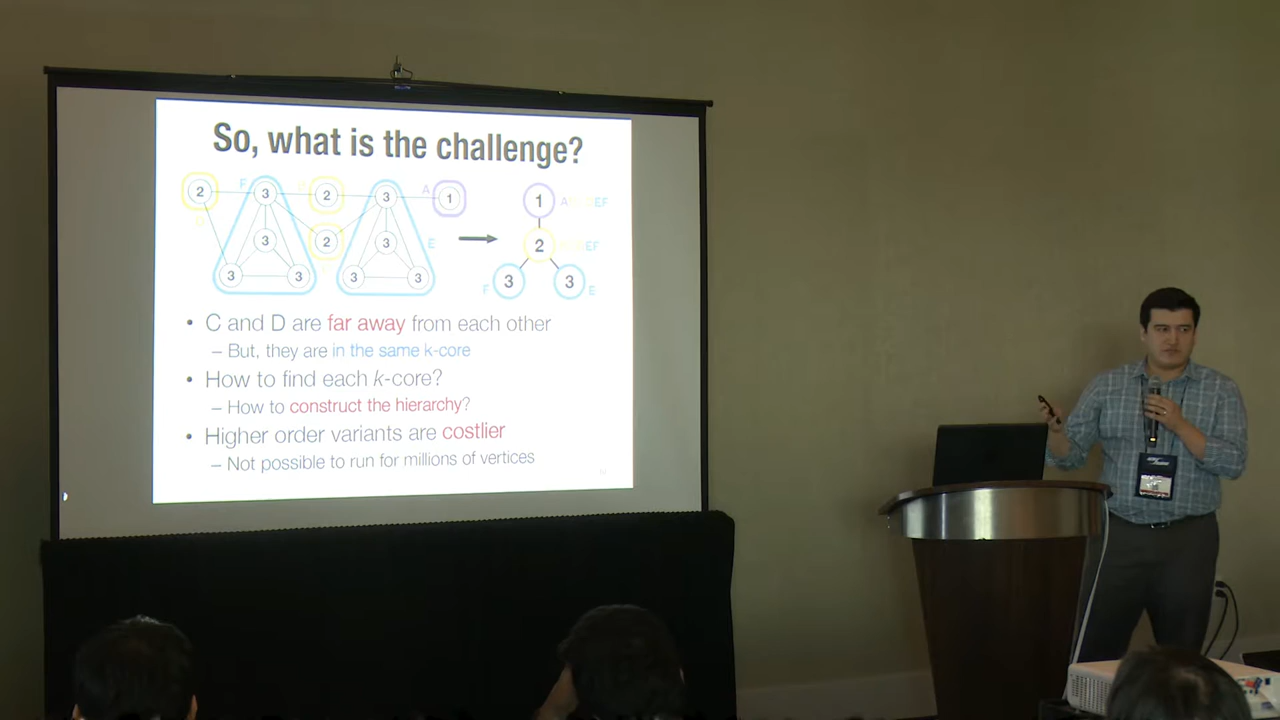 So, what is the challenge?
2 F 3 2 3 A 1
3 2 3 E
3 3 3 3
1 A EF
2 EF
F 3 3 E
• C and D are far away from each other
– But, they are in the same k-core
• How to find each k-core?
– How to construct the hierarchy?
• Higher order variants are costlier
– Not possible to run for millions of vertices